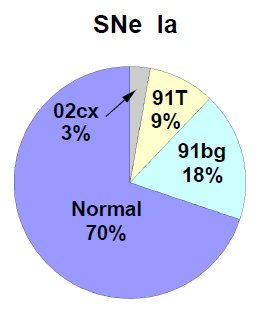 SNe Ia
02cx
3%
91T
9%
91bg
18%
Normal
70%